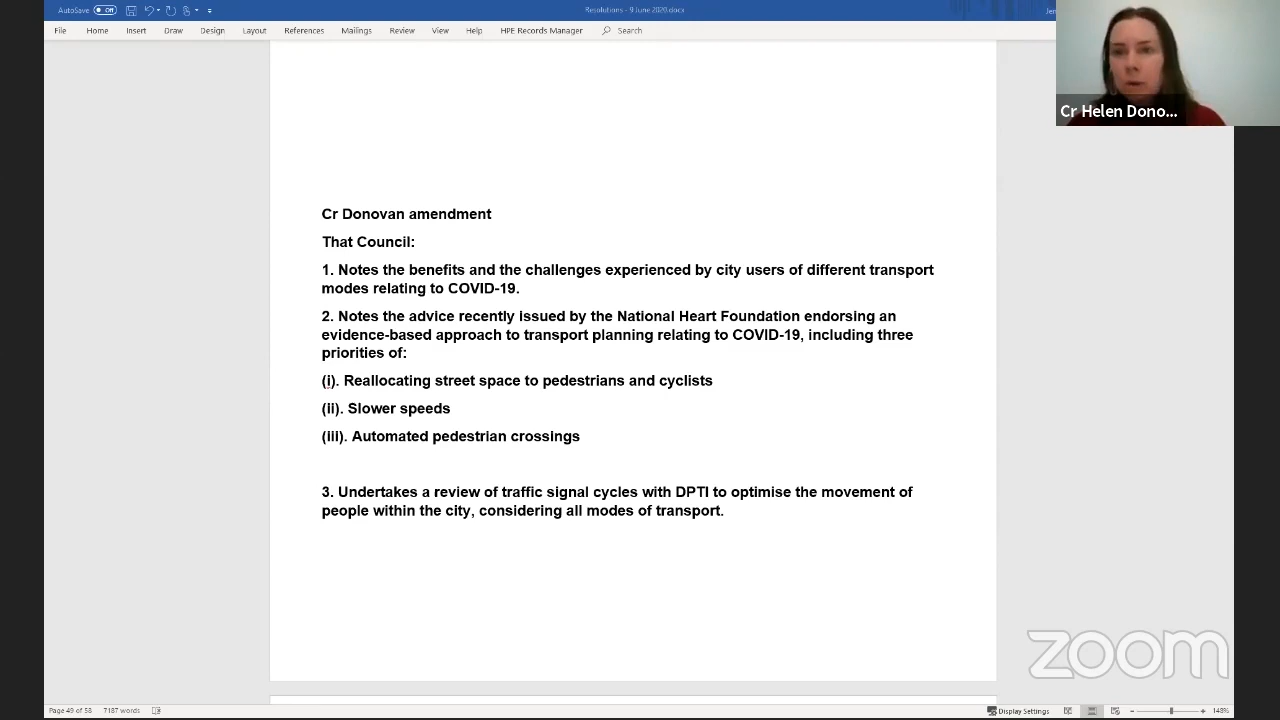 AutoSave Off
Resolutions - 9 June 2020.docx
Jen
File Home Insert Draw Design Layout References Mailings Review View Help HPE Records Manager Search
Cr Helen Dono...
Cr Donovan amendment
That Council:
1. Notes the benefits and the challenges experienced by city users of different transport
modes relating to COVID-19.
2. Notes the advice recently issued by the National Heart Foundation endorsing an
evidence-based approach to transport planning relating to COVID-19, including three
priorities of:
(i). Reallocating street space to pedestrians and cyclists
(ii). Slower speeds
(iii). Automated pedestrian crossings
3. Undertakes a review of traffic signal cycles with DPTI to optimise the movement of
people within the city, considering all modes of transport.
zoom
Page 49 of 58 7187 words Display Settings 148%